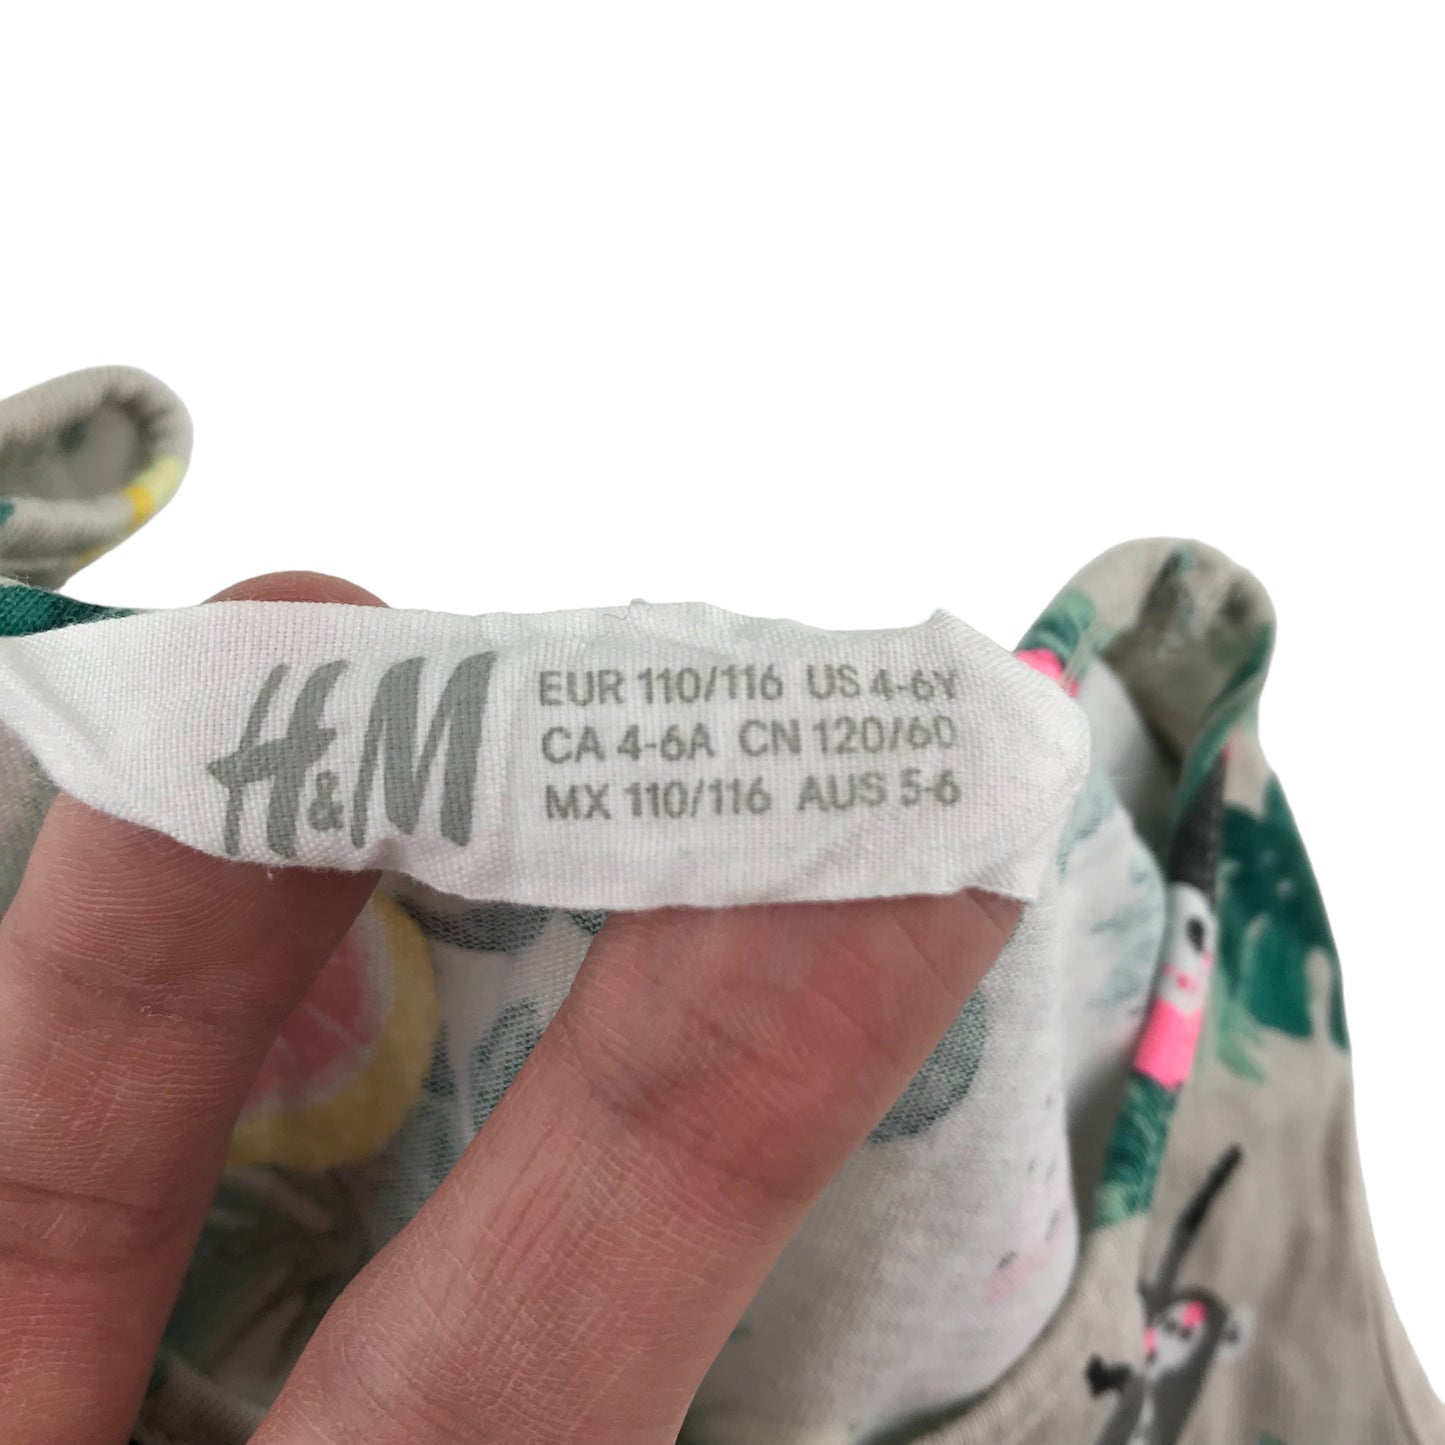 H&M
EUR 110/116 US 4-6Y
CA 4-6A CN 120/60
MX 110/116 AUS 5-6